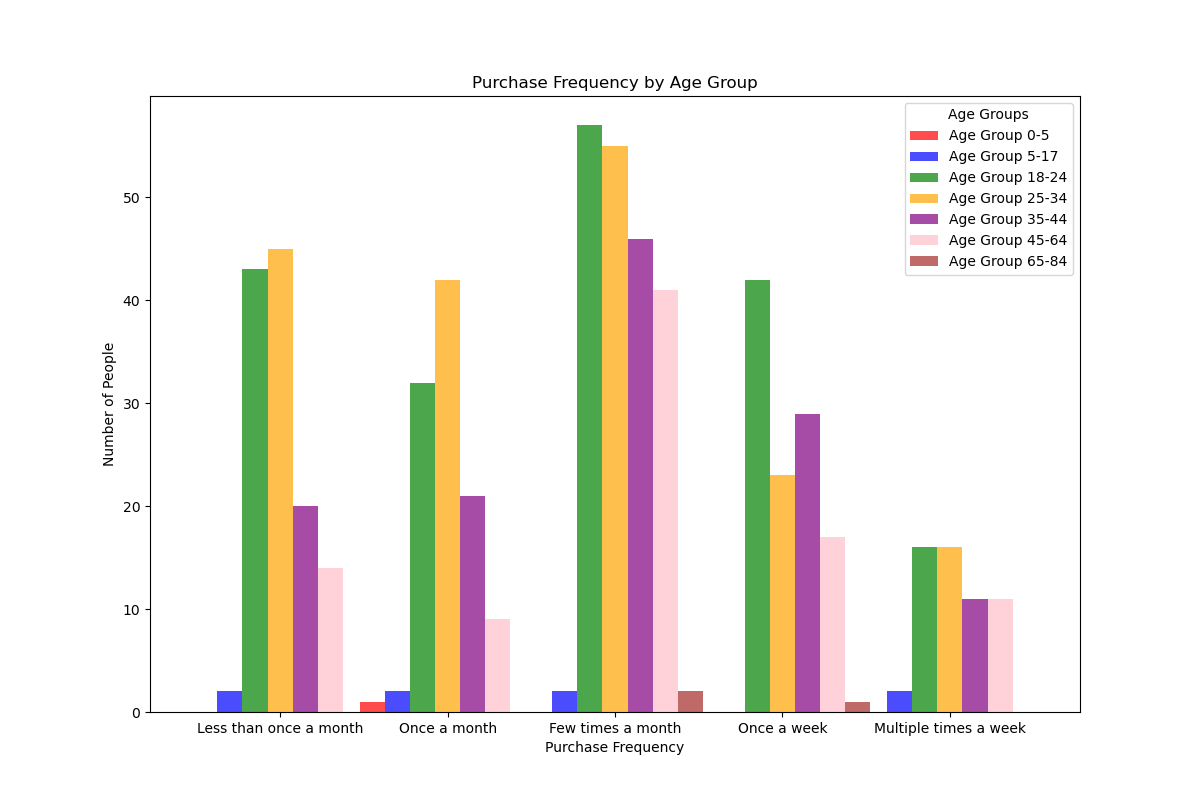 Purchase Frequency by Age Group
Age Groups
Age Group 0-5
Age Group 5-17
Age Group 18-24
Age Group 25-34
Age Group 35-44
Age Group 45-64
Age Group 65-84
50
40
30
20
10
0
Number of People
Less than once a month
Once a month
Few times a month
Once a week
Multiple times a week
Purchase Frequency